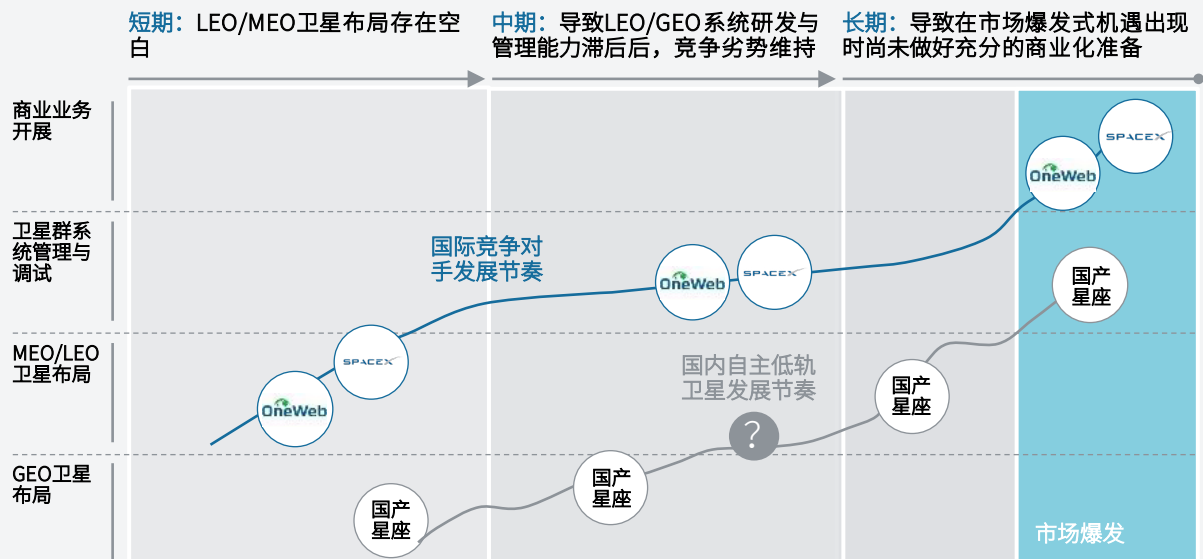 短期：LEO/MEO卫星布局存在空
白
中期：导致LEO/GEO系统研发与
管理能力滞后后，竞争劣势维持
长期：导致在市场爆发式机遇出现
时尚未做好充分的商业化准备
商业业务
开展
SPACEX
OneWeb
卫星群系
统管理与
调试
国际竞争对
手发展节奏
OneWeb
SPACEX
国产
星座
MEO/LEO
卫星布局
SPACEX
OneWeb
国内自主低轨
卫星发展节奏
国产
星座
?
GEO卫星
布局
国产
星座
国产
星座
市场爆发